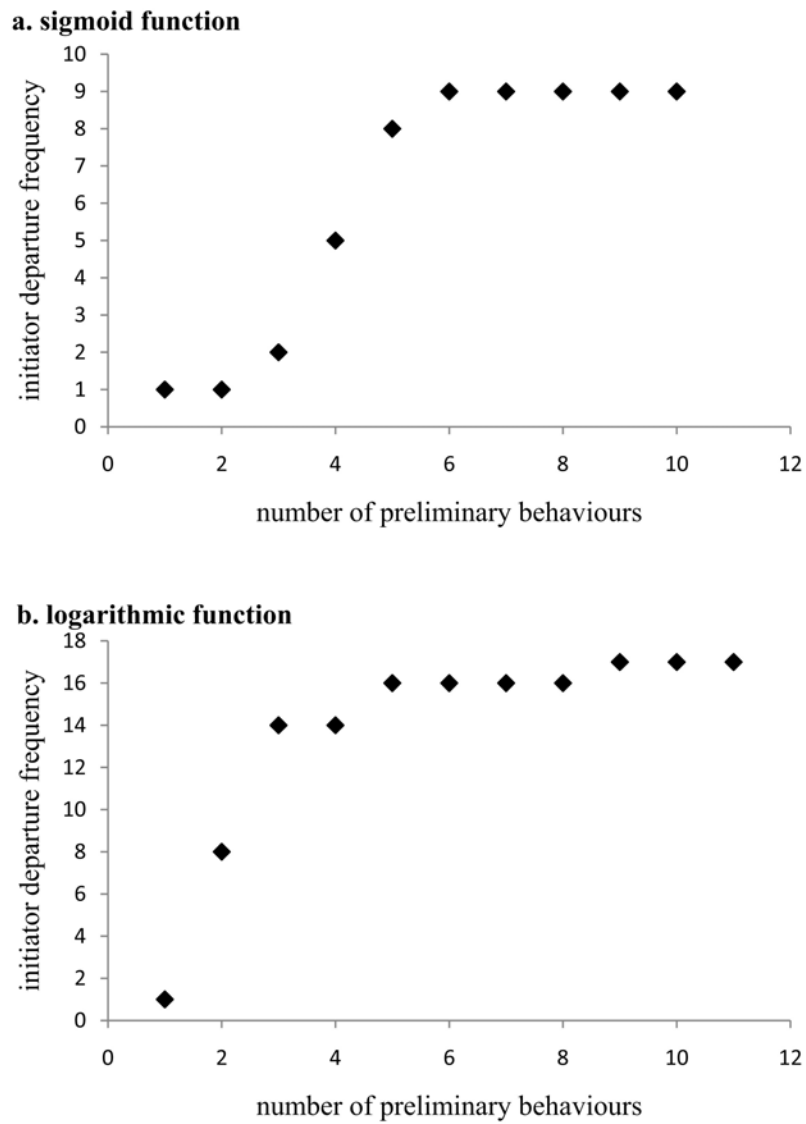 a. sigmoid function
10
9
8
7
6
5
4
3
2
1
0
initiator departure frequency
0 2 4 6 8 10 12
number of preliminary behaviours
b. logarithmic function
18
16
14
12
10
8
6
4
2
0
initiator departure frequency
0 2 4 6 8 10 12
number of preliminary behaviours